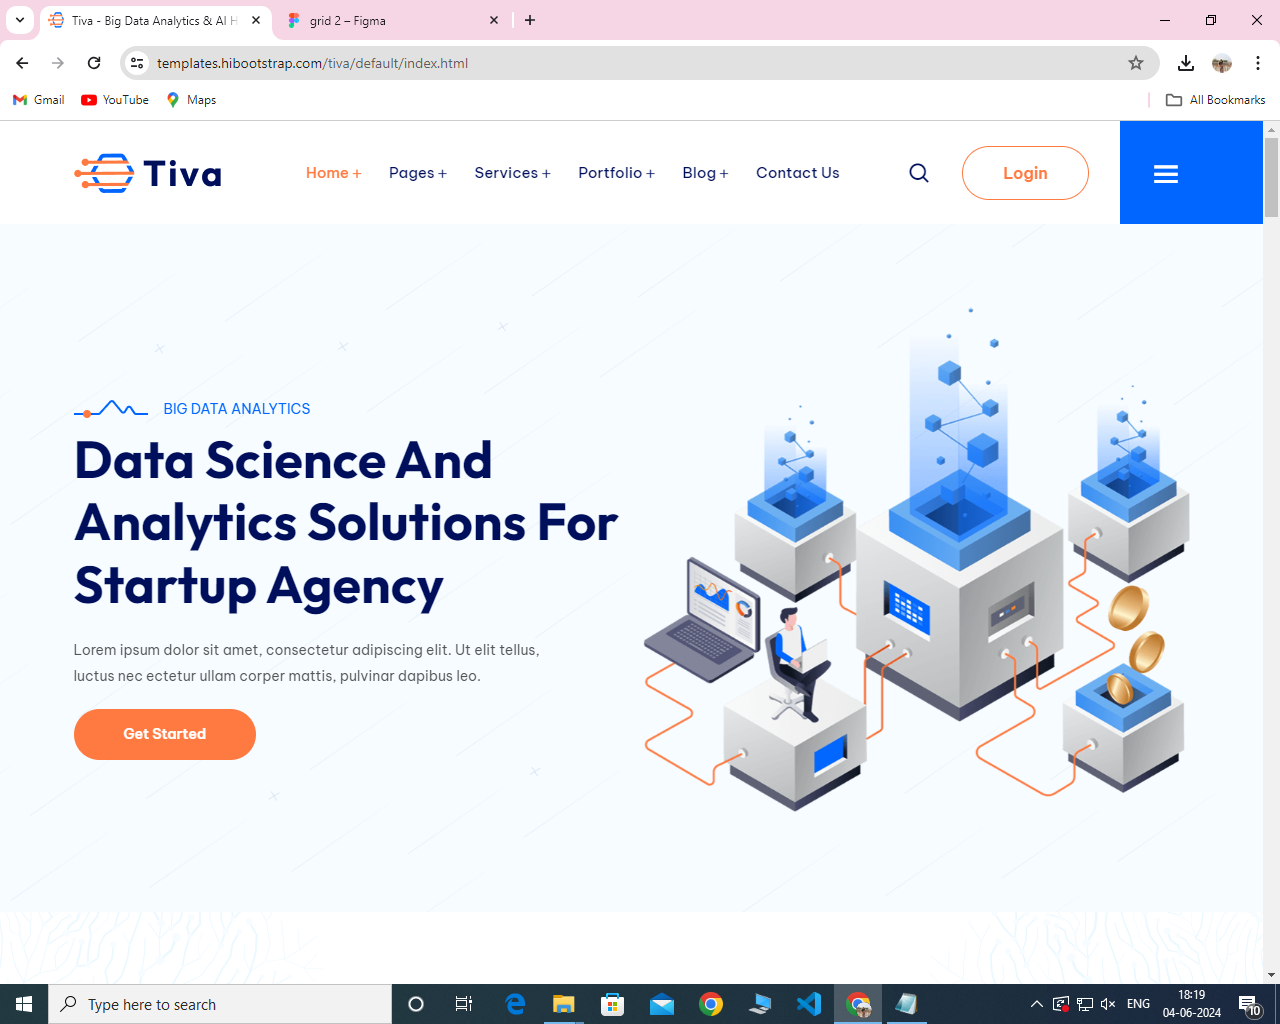 Tiva - Big Data Analytics & AI H
grid 2 – Figma
templates.hibootstrap.com/tiva/default/index.html
Gmail
YouTube
Maps
All Bookmarks
Tiva
Home +
Pages +
Services +
Portfolio +
Blog +
Contact Us
Login
BIG DATA ANALYTICS
Data Science And
Analytics Solutions For
Startup Agency
Lorem ipsum dolor sit amet, consectetur adipiscing elit. Ut elit tellus,
luctus nec ectetur ullam corper mattis, pulvinar dapibus leo.
Get Started
Type here to search
ENG
18:19
04-06-2024
10